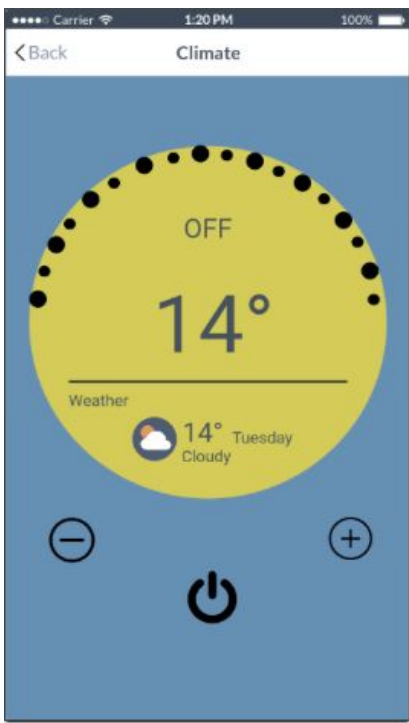 Carrier 1:20 PM 100%
Back Climate
OFF
14°
Weather
14° Tuesday
Cloudy